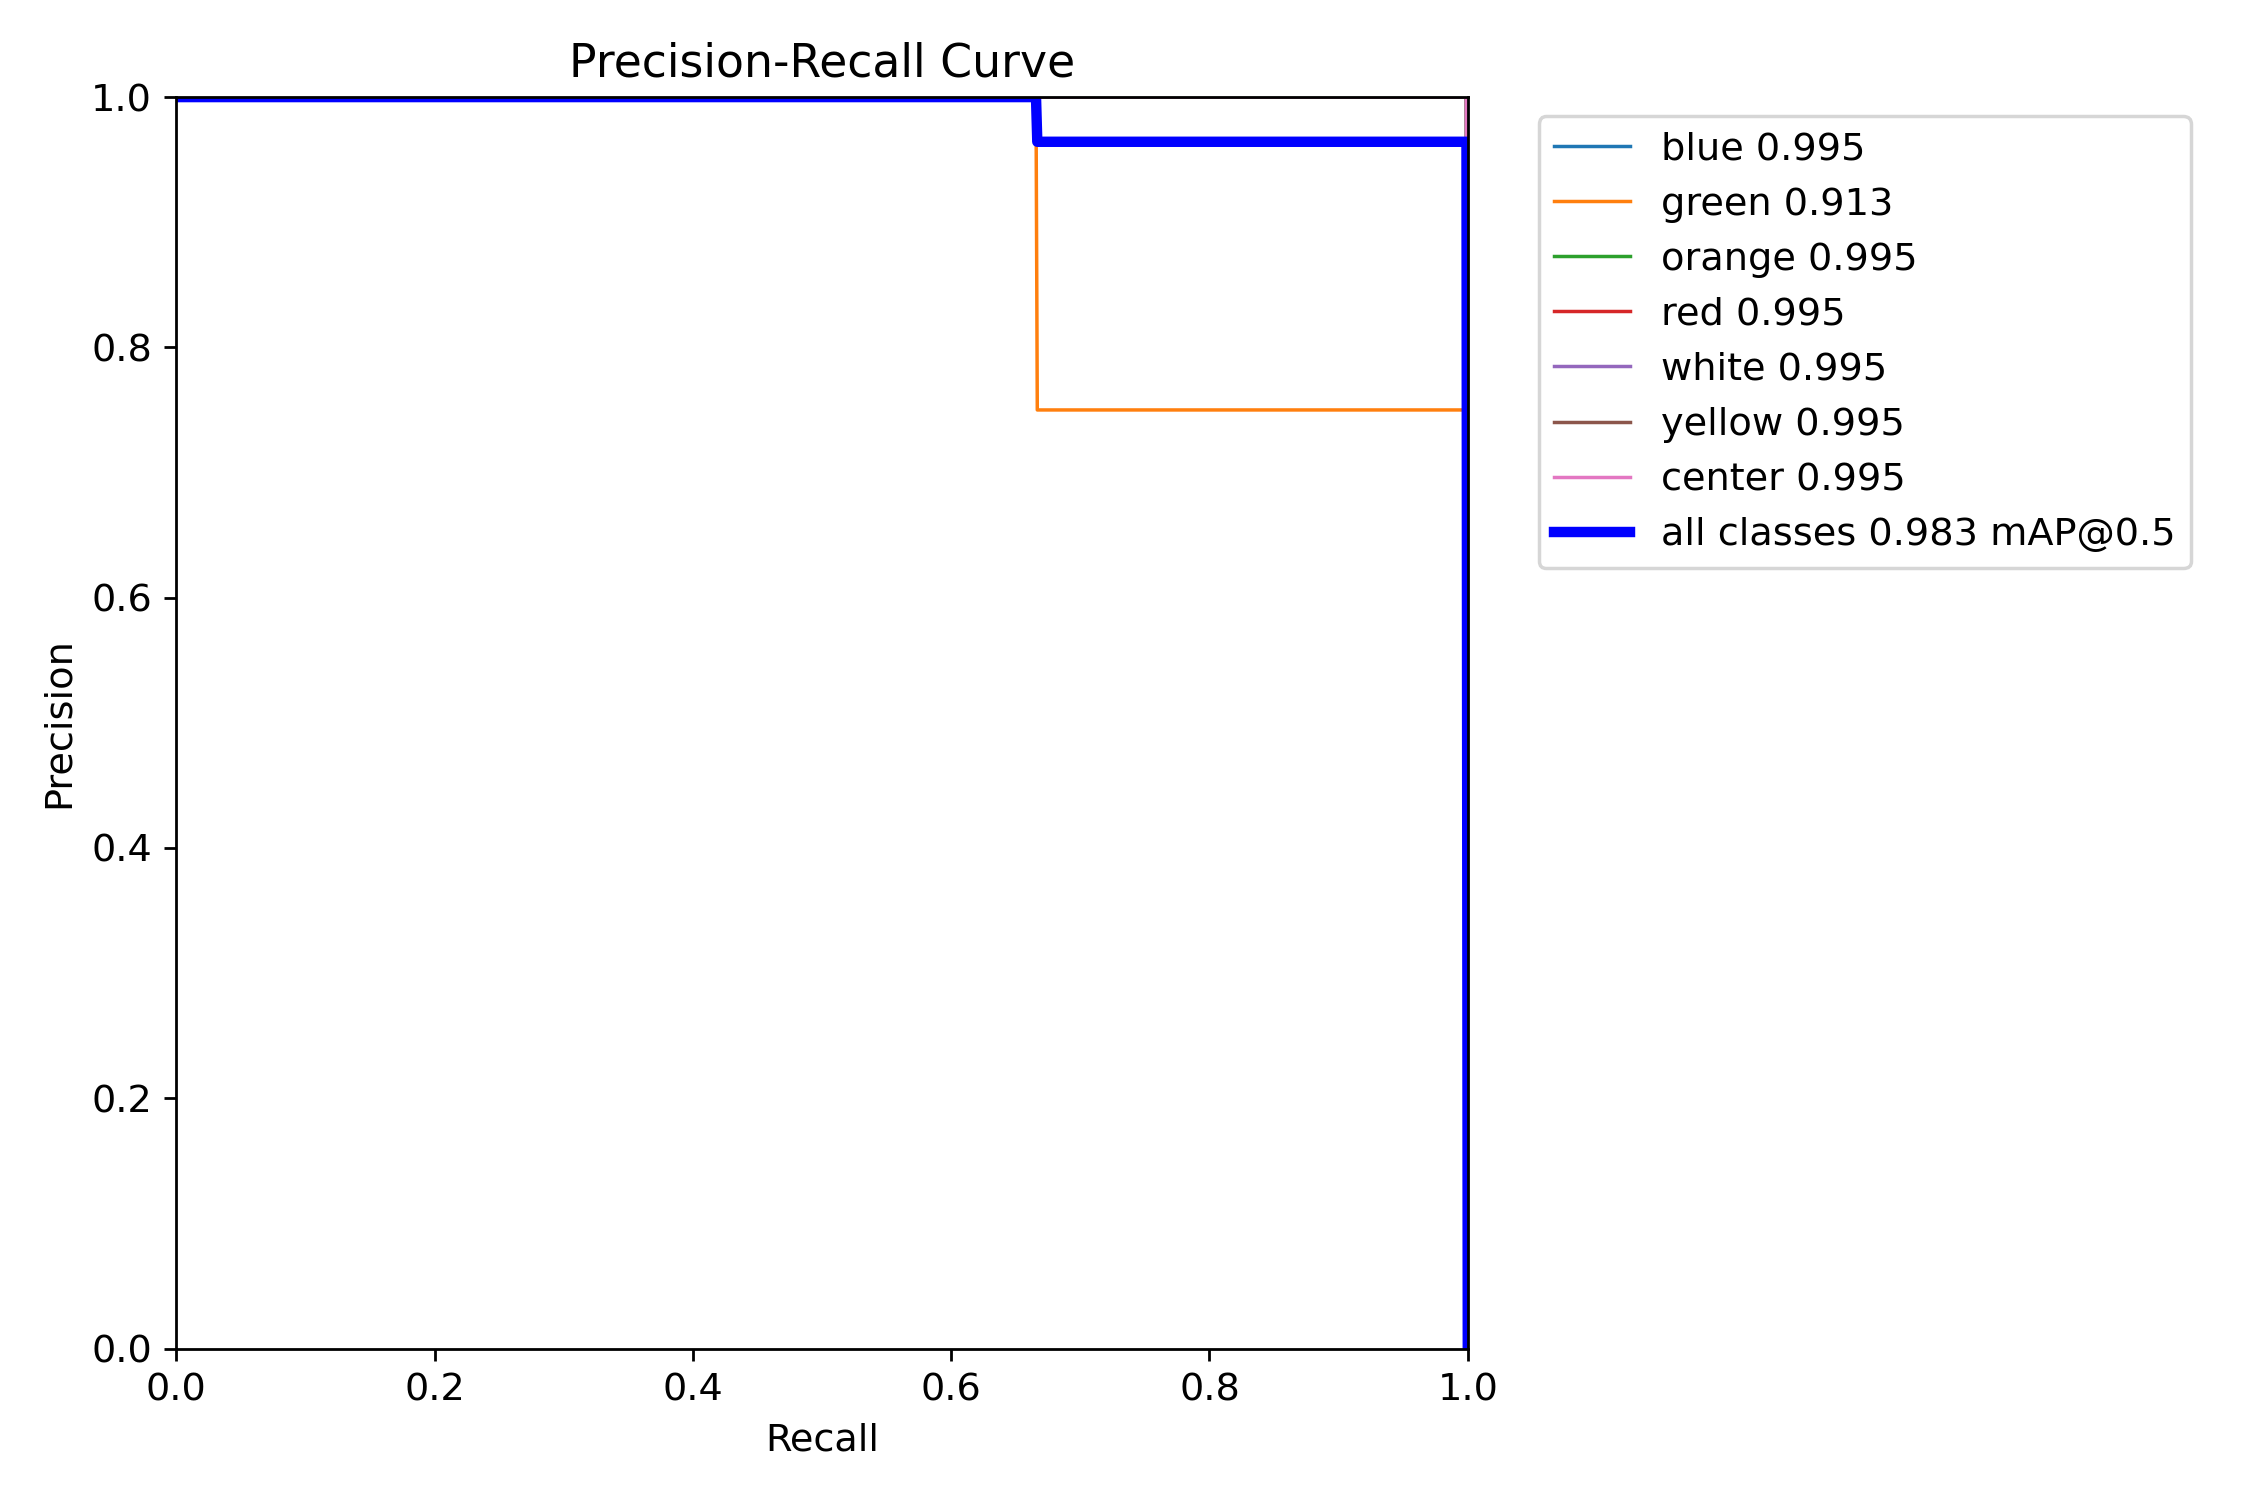 Precision-Recall Curve
1.0
0.8
0.6
0.4
0.2
0.0
Precision
0.0 0.2 0.4 0.6 0.8 1.0
Recall
blue 0.995
green 0.913
orange 0.995
red 0.995
white 0.995
yellow 0.995
center 0.995
all classes 0.983 mAP@0.5